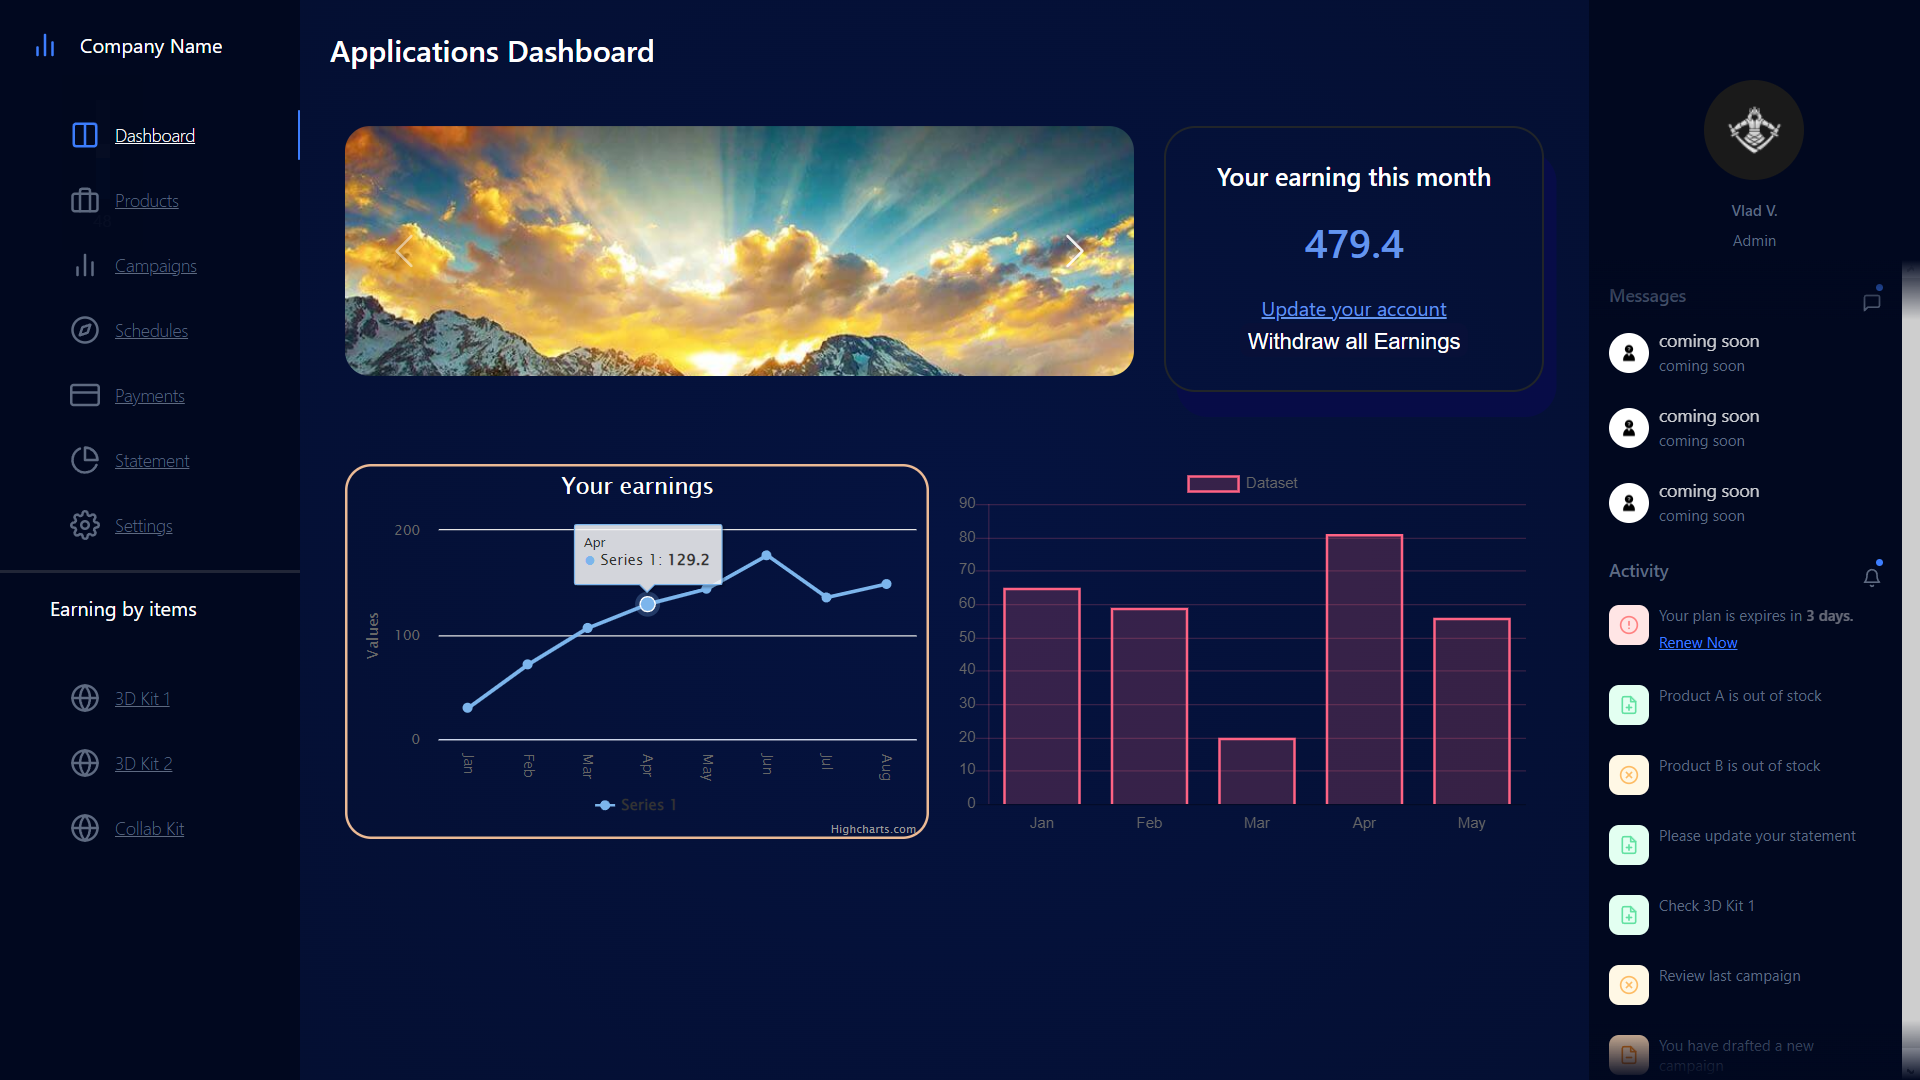 Company Name
Dashboard
Products
Campaigns
Schedules
Payments
Statement
Settings
Earning by items
3D Kit 1
3D Kit 2
Collab Kit
Applications Dashboard
Your earning this month
479.4
Update your account
Withdraw all Earnings
Your earnings
Values
200
100
0
Apr
Series 1: 129.2
Jan Feb Mar Apr May Jun Jul Aug
Series 1
Highcharts.com
Dataset
90
80
70
60
50
40
30
20
10
0
Jan Feb Mar Apr May
Vlad V.
Admin
Messages
coming soon
coming soon
coming soon
coming soon
coming soon
coming soon
Activity
Your plan is expires in 3 days.
Renew Now
Product A is out of stock
Product B is out of stock
Please update your statement
Check 3D Kit 1
Review last campaign
You have drafted a new
campaign